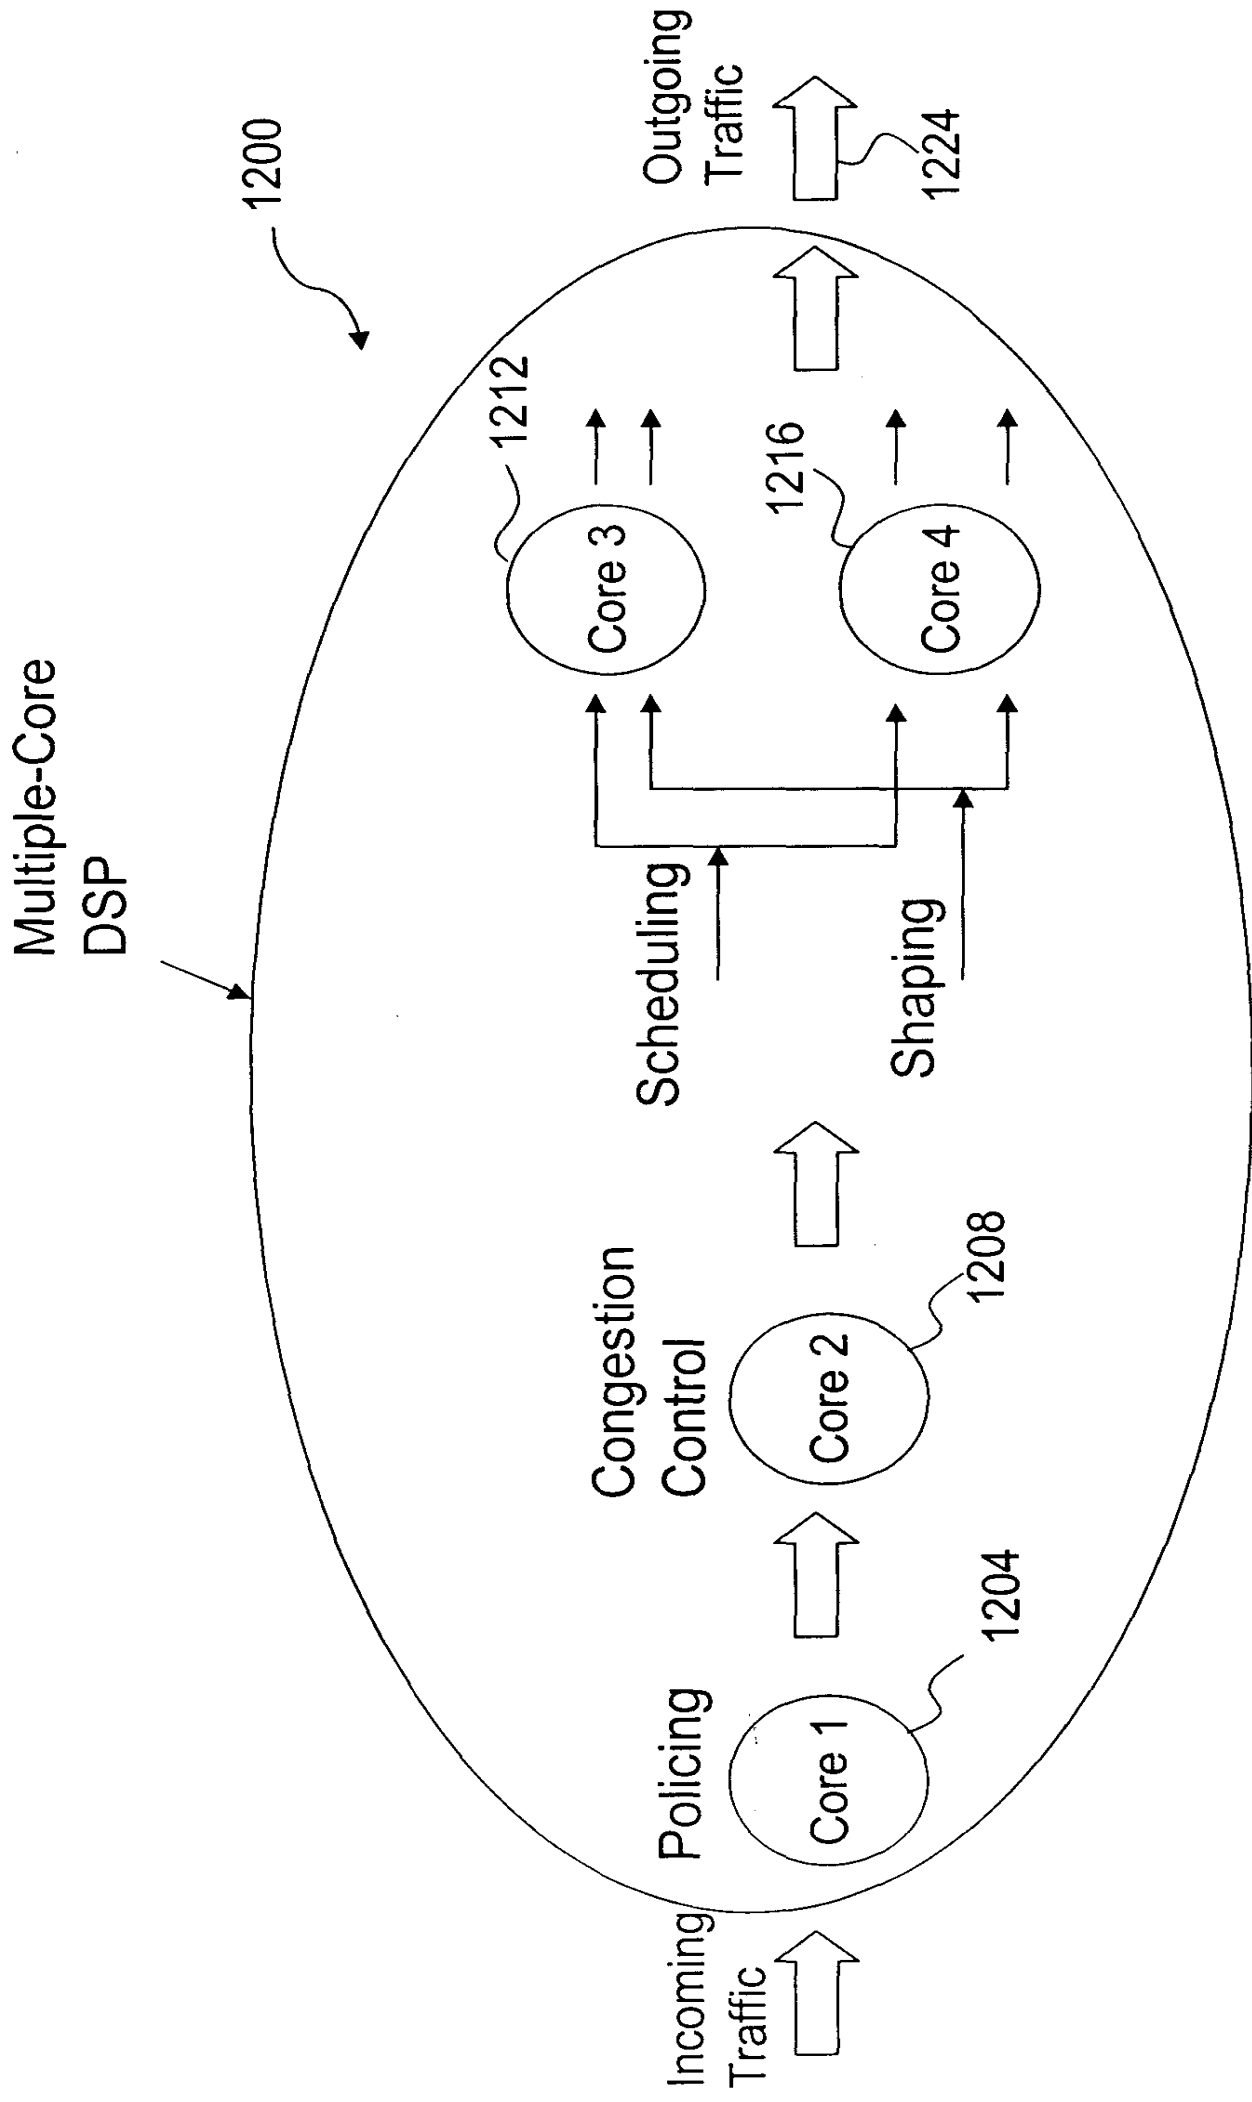 Multiple-Core
DSP
1200
Incoming
Traffic
Policing
Core 1
1204
Congestion
Control
Core 2
1208
Scheduling
Shaping
Core 3
1212
Core 4
1216
Outgoing
Traffic
1224